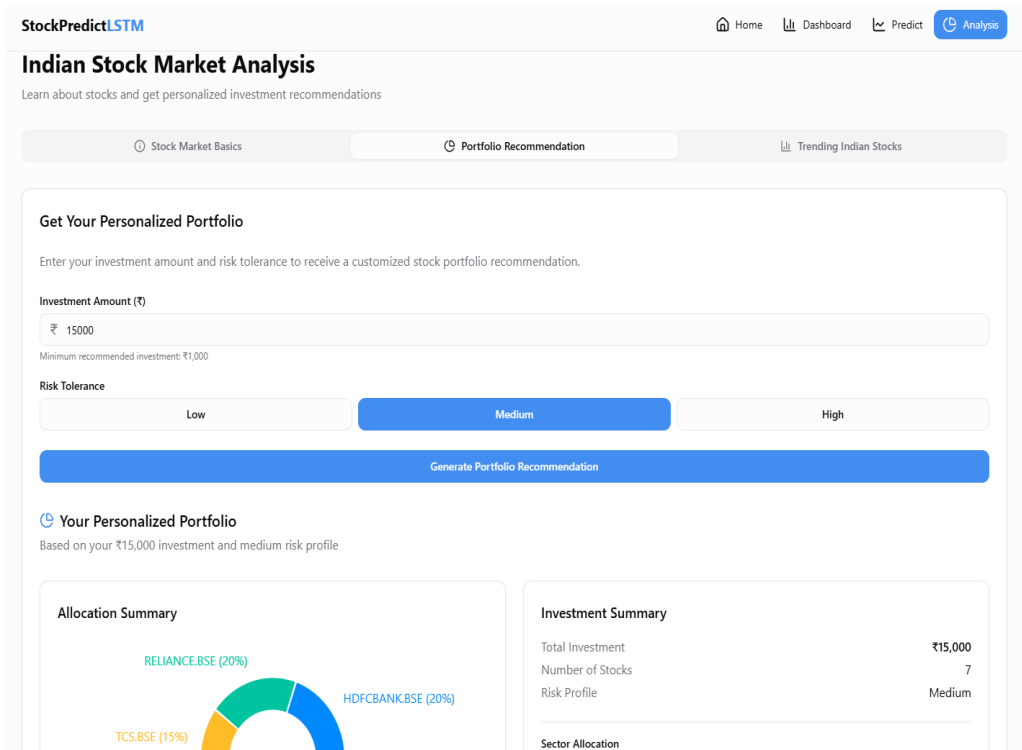 StockPredictLSTM
Home
Dashboard
Predict
Analysis
Indian Stock Market Analysis
Learn about stocks and get personalized investment recommendations
Stock Market Basics
Portfolio Recommendation
Trending Indian Stocks
Get Your Personalized Portfolio
Enter your investment amount and risk tolerance to receive a customized stock portfolio recommendation.
Investment Amount (₹)
₹ 15000
Minimum recommended investment: ₹1,000
Risk Tolerance
Low
Medium
High
Generate Portfolio Recommendation
Your Personalized Portfolio
Based on your ₹15,000 investment and medium risk profile
Allocation Summary
RELIANCE.BSE (20%)
HDFCBANK.BSE (20%)
TCS.BSE (15%)
Investment Summary
Total Investment ₹15,000
Number of Stocks 7
Risk Profile Medium
Sector Allocation